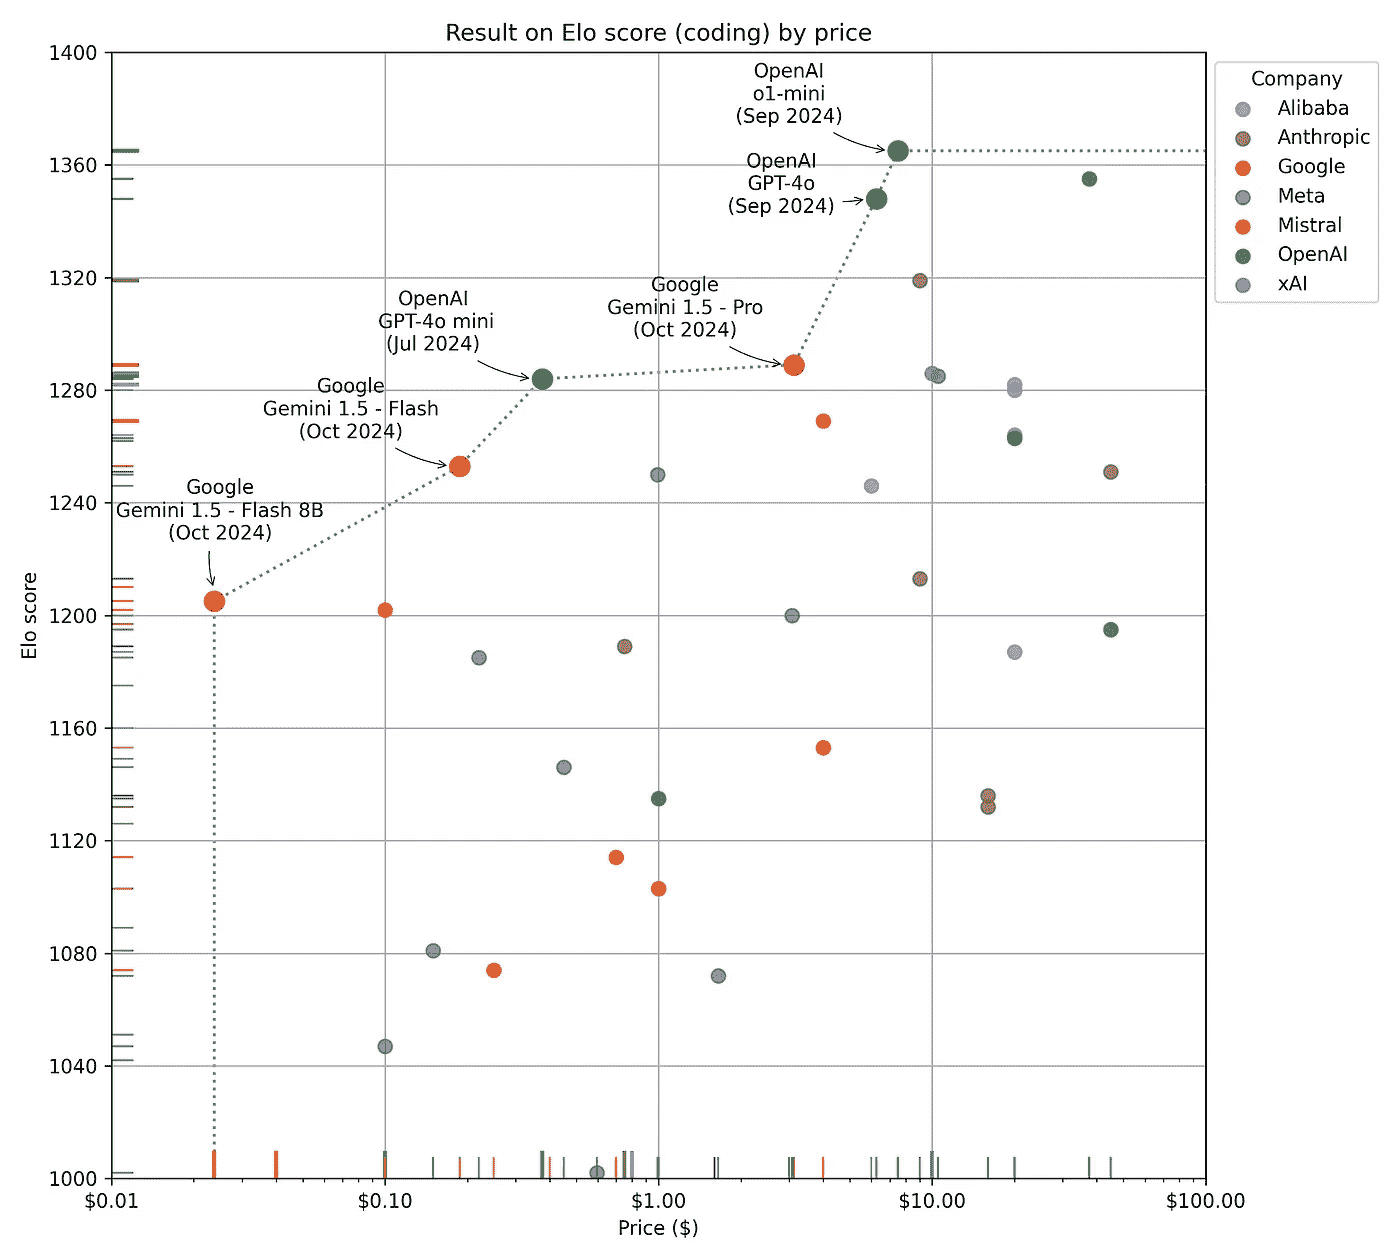 Result on Elo score (coding) by price
1400
1360
1320
1280
1240
1200
1160
1120
1080
1040
1000
Elo score
OpenAI
o1-mini
(Sep 2024)
OpenAI
GPT-4o
(Sep 2024)
Google
Gemini 1.5 - Pro
(Oct 2024)
OpenAI
GPT-4o mini
(Jul 2024)
Google
Gemini 1.5 - Flash
(Oct 2024)
Google
Gemini 1.5 - Flash 8B
(Oct 2024)
$0.01
$0.10
$1.00
$10.00
$100.00
Price ($)
Company
Alibaba
Anthropic
Google
Meta
Mistral
OpenAI
xAI